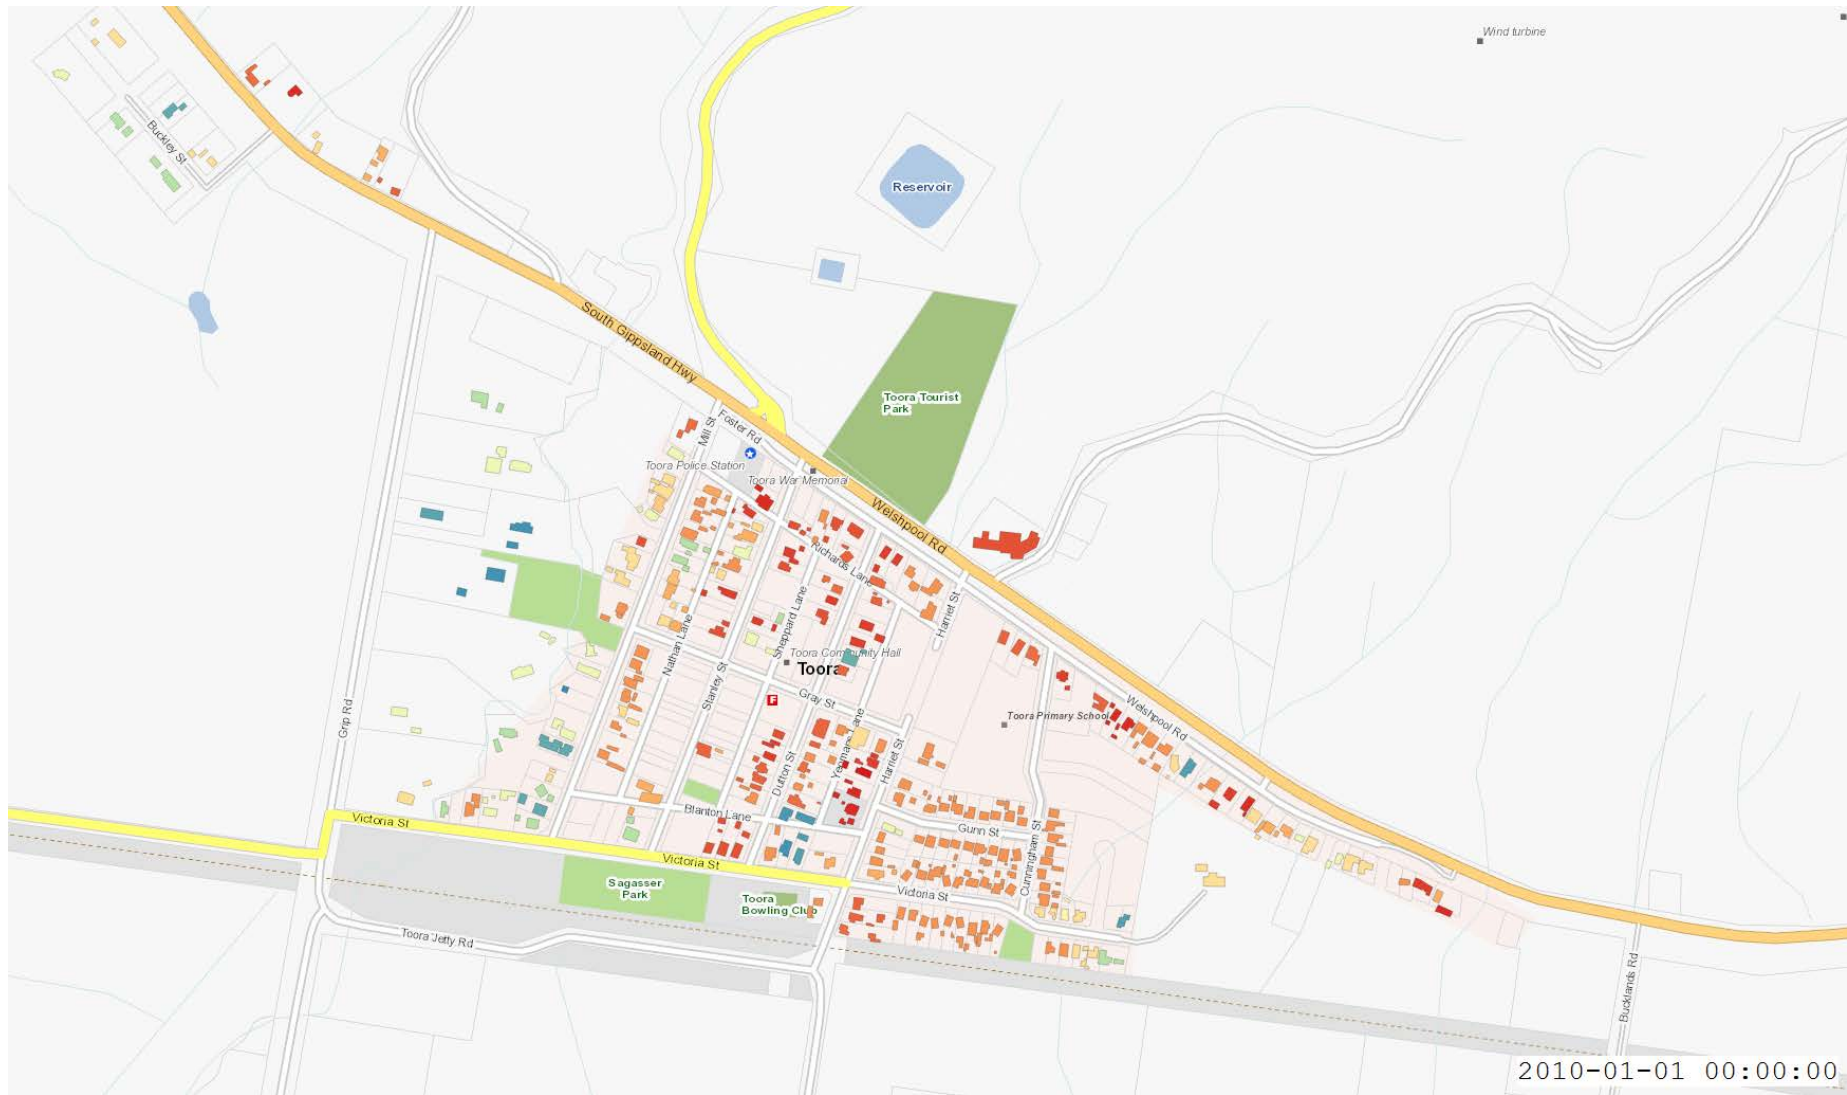 Wind turbine
Buckley St
Reservoir
South Gippsland Hwy
Toora Tourist
Park
Mill St
Foster Rd
Toora Police Station
Toora War Memorial
Welshpool Rd
Richards Lane
Harriet St
Sheppard Lane
Nathan Lane
Toora Community Hall
Toora
Stanley St
F
Gray St
Grip Rd
Welshpool Rd
Toora Primary School
Harriet St
Dutton St
Blanton Lane
Victoria St
Gunn St
Cunningham St
Victoria St
Victoria St
Sagasser
Park
Toora
Bowling Club
Toora Jetty Rd
Bucklands Rd
2010-01-01 00:00:00